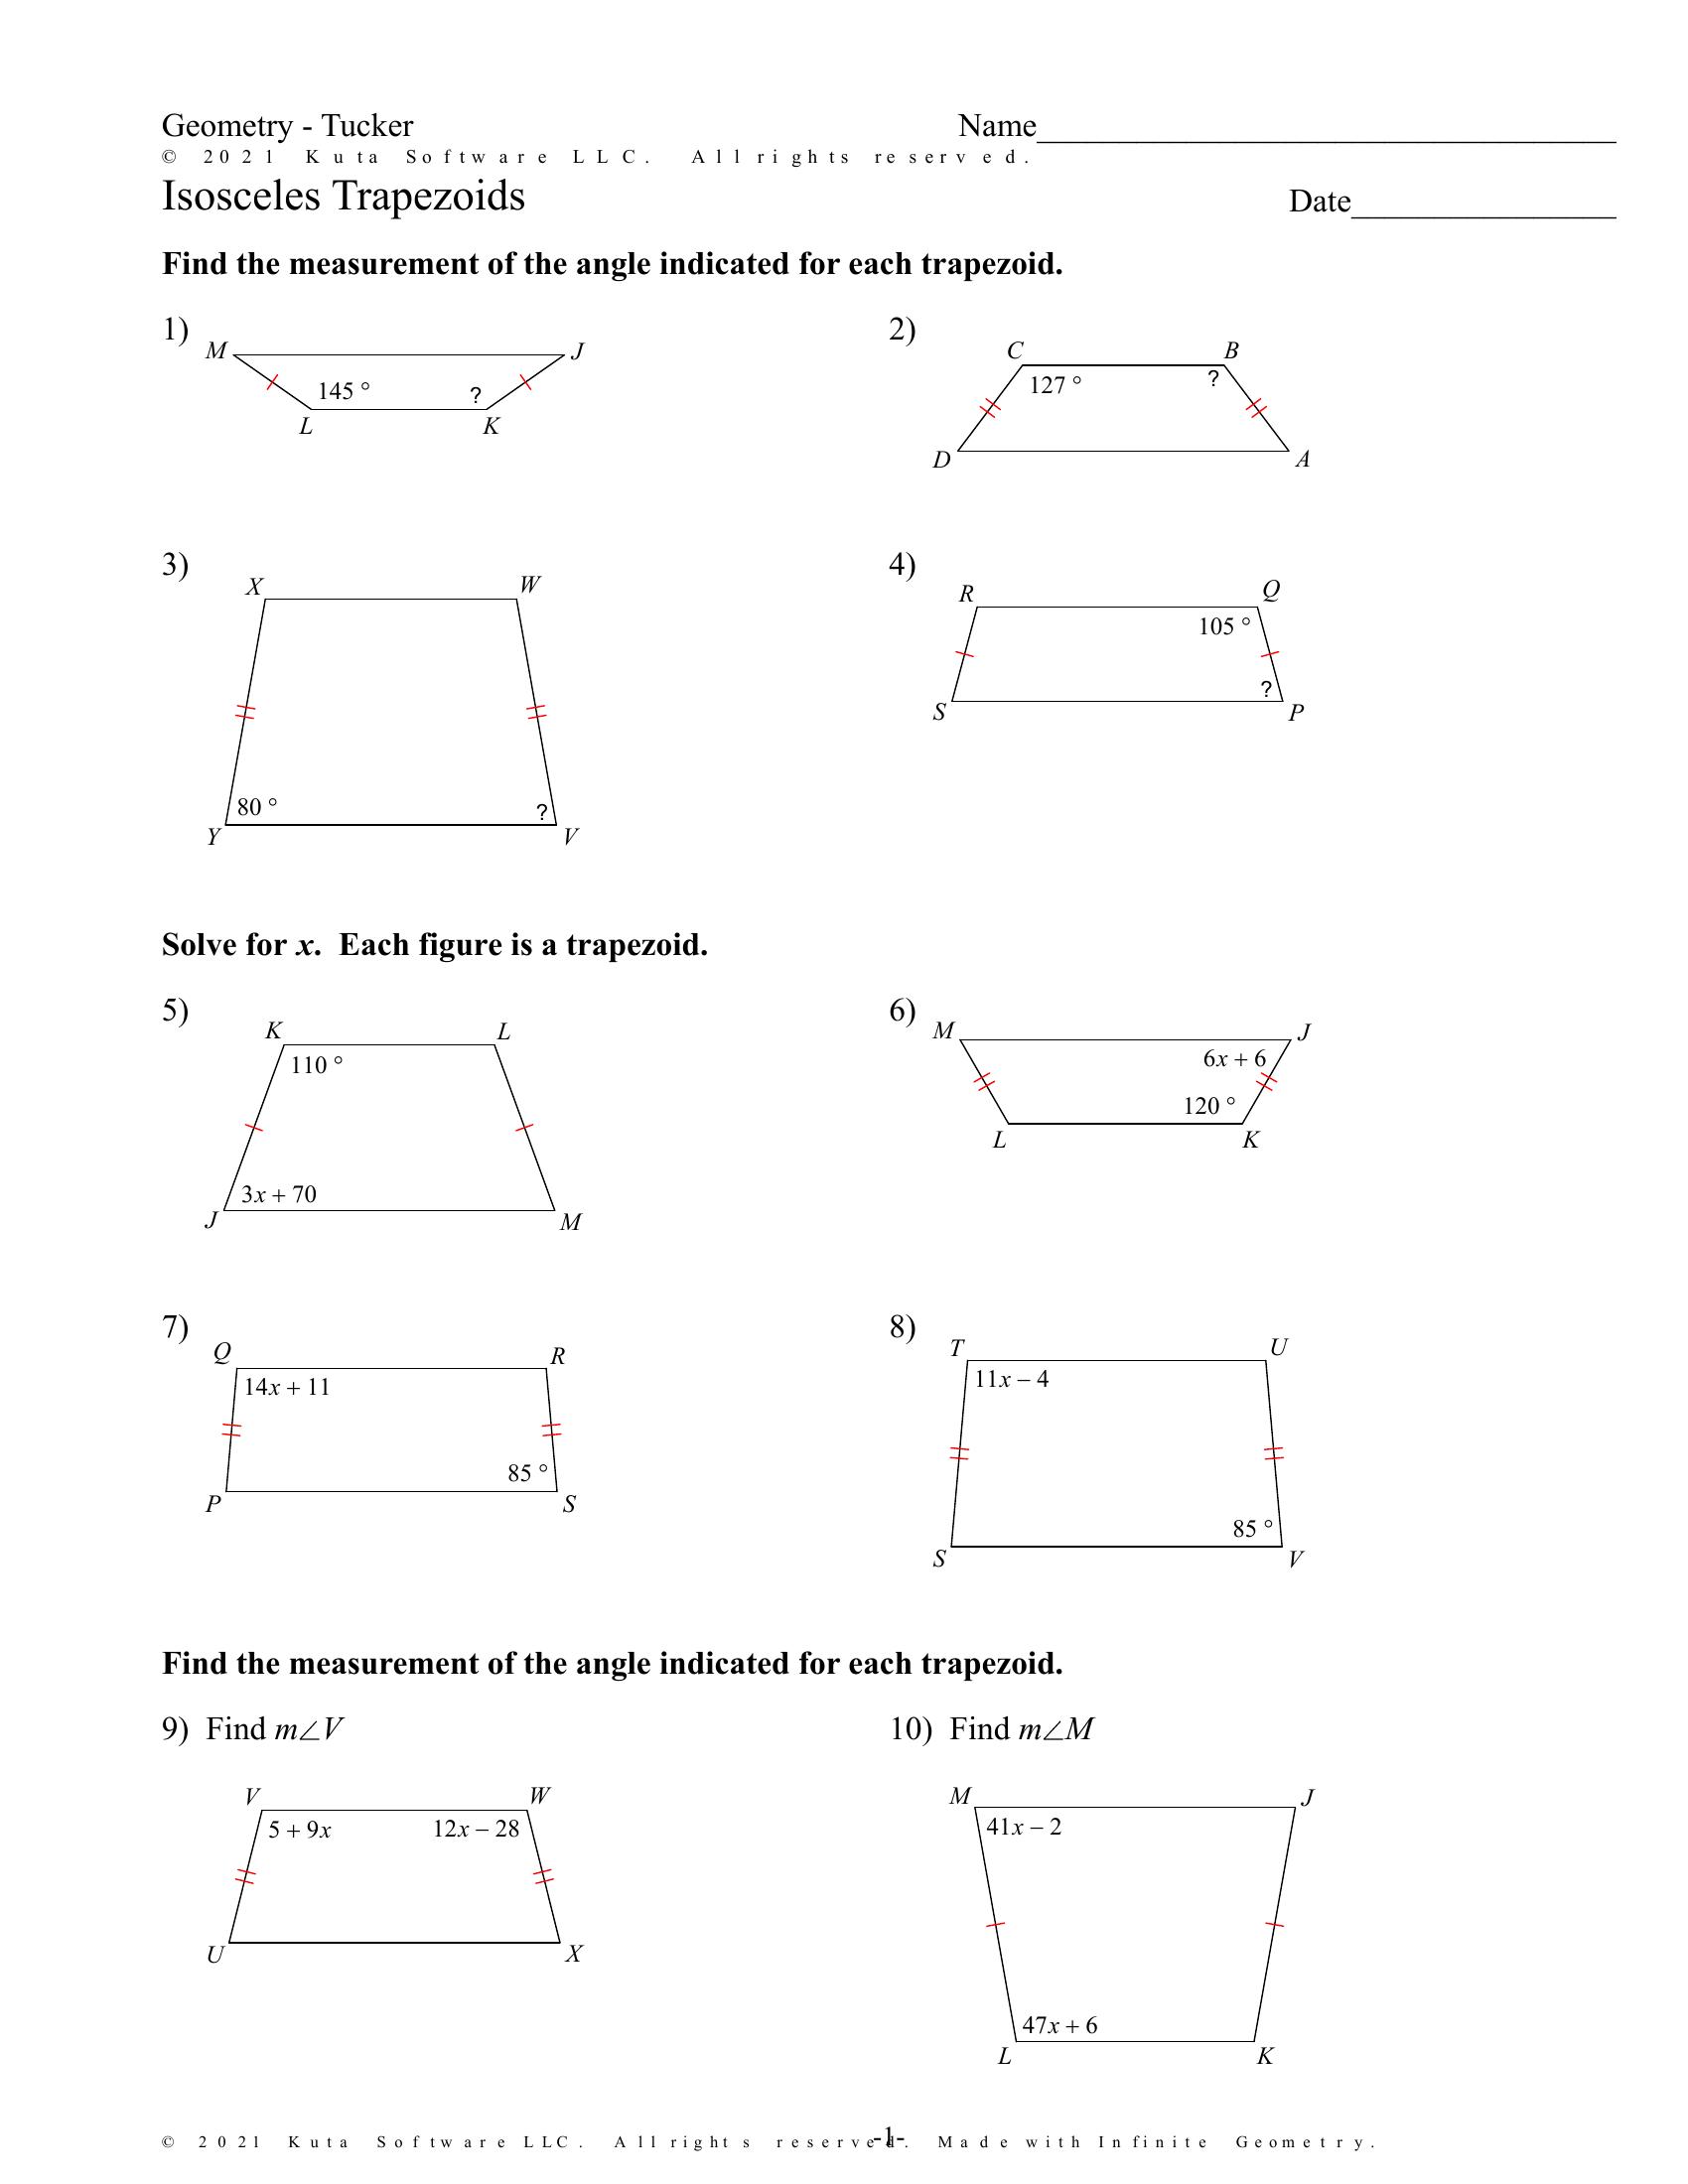 Geometry - Tucker Name___________________________________
© 2021 Kuta Software LLC. All rights reserved.
Isosceles Trapezoids Date________________
Find the measurement of the angle indicated for each trapezoid.
1) 2)
M J
145 ° ?
L K
C B
127 ° ?
D A
3) 4)
X W
80 ° ?
Y V
R Q
105 °
?
S P
Solve for x. Each figure is a trapezoid.
5) 6)
K L
110 °
3x + 70
J M
M J
6x + 6
120 °
L K
7) 8)
Q R
14x + 11
85 °
P S
T U
11x − 4
85 °
S V
Find the measurement of the angle indicated for each trapezoid.
9) Find m∠V 10) Find m∠M
V W
5 + 9x 12x − 28
U X
M J
41x − 2
47x + 6
L K
-1-
© 2021 Kuta Software LLC. All rights reserved. Made with Infinite Geometry.